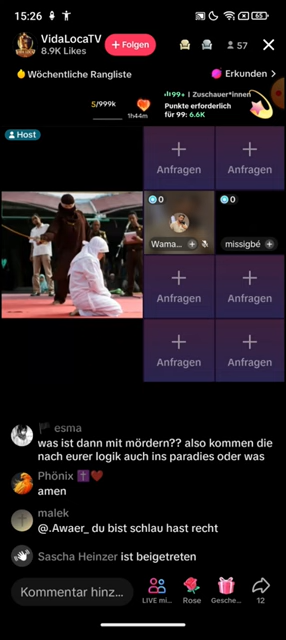 15:26
65
VidaLocaTV
8.9K Likes
+ Folgen
57
Wöchentliche Rangliste
Erkunden >
5/999k
1h44m
99+ | Zuschauer*innen
Punkte erforderlich
für 99: 6.6K
Host
Anfragen
Anfragen
0
Wama...
0
missigbé
Anfragen
Anfragen
Anfragen
Anfragen
esma
was ist dann mit mördern?? also kommen die
nach eurer logik auch ins paradies oder was
Phönix
amen
malek
@.Awaer_ du bist schlau hast recht
Sascha Heinzer ist beigetreten
Kommentar hinz...
LIVE mi...
Rose
Gesche...
12